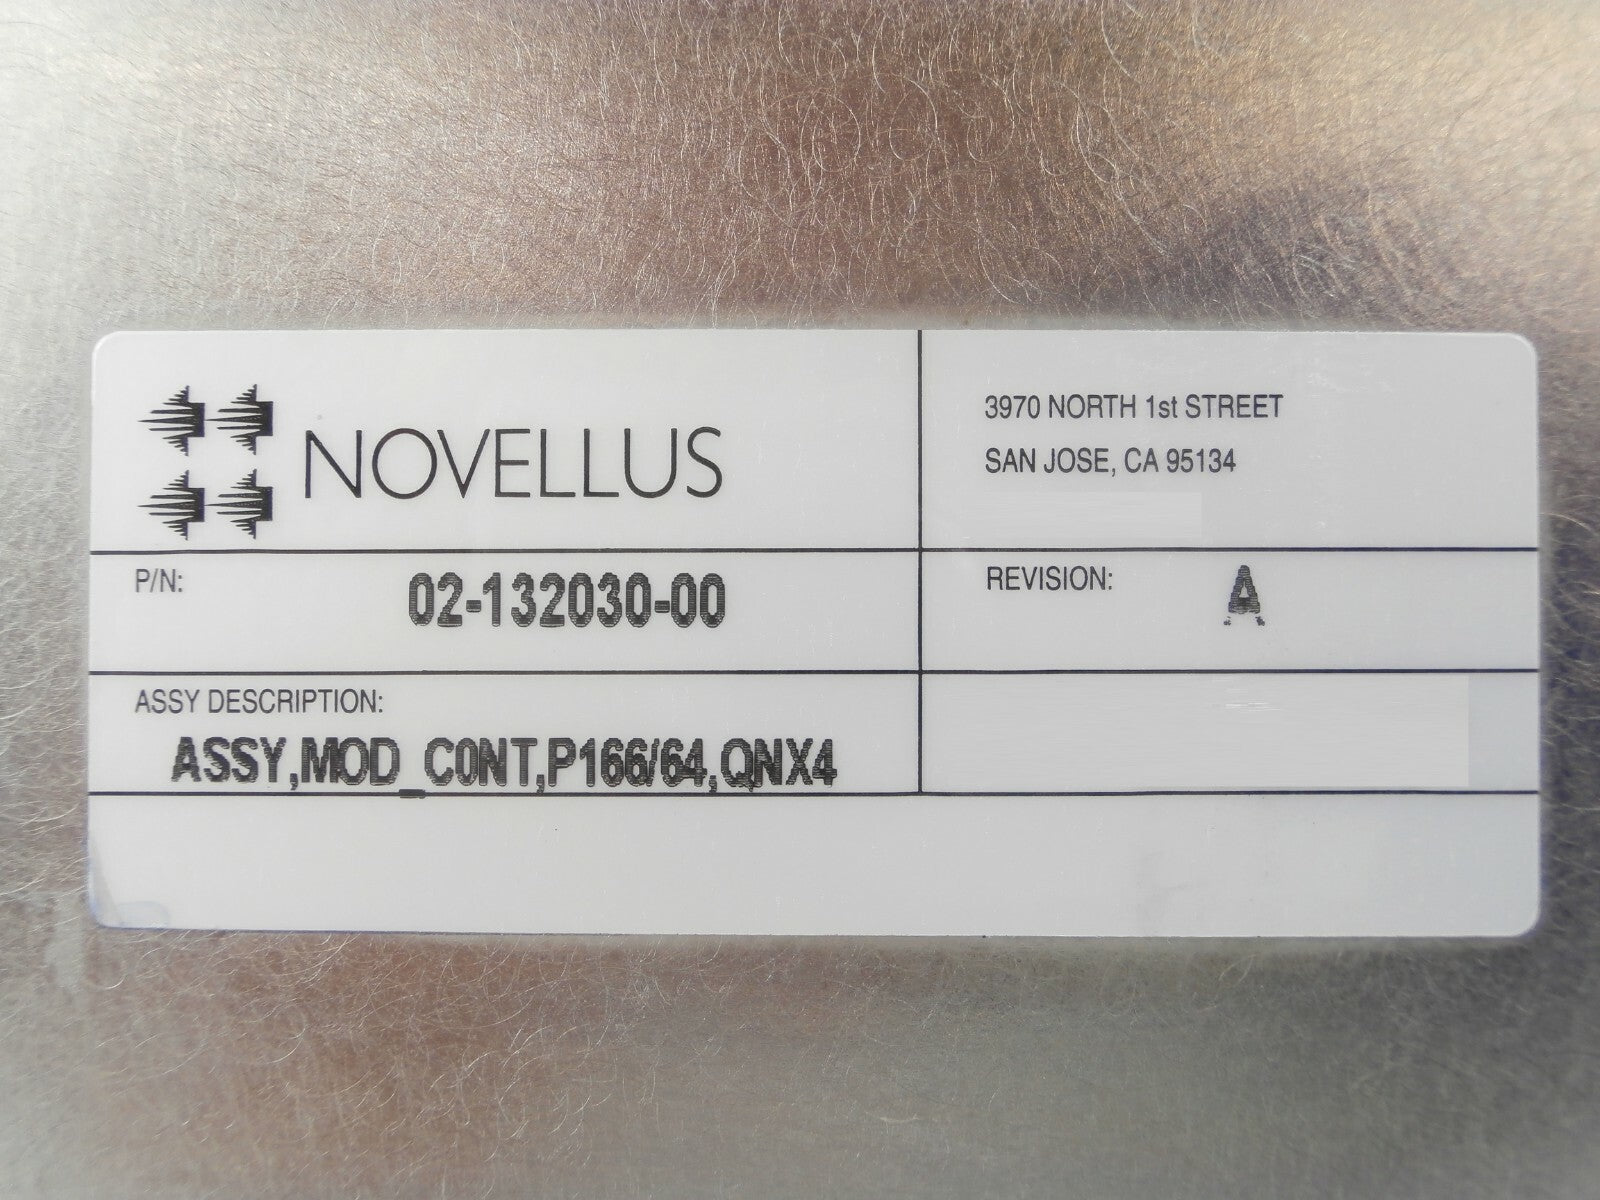 NOVELLUS
3970 NORTH 1st STREET
SAN JOSE, CA 95134
P/N: 02-132030-00
REVISION: A
ASSY DESCRIPTION:
ASSY,MOD_CONT,P166/64,QNX4